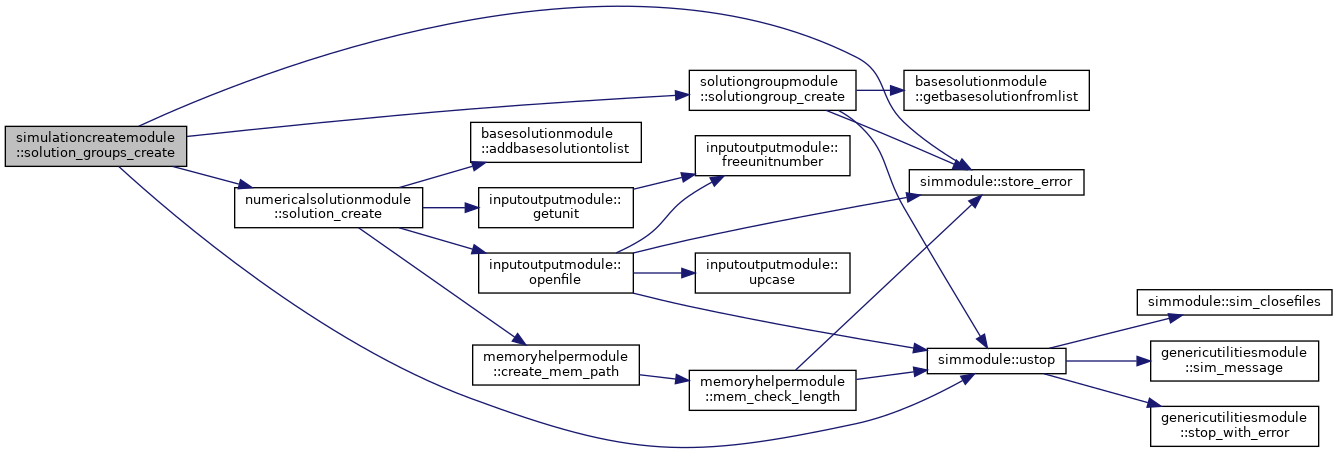 simulationcreatemodule
::solution_groups_create
numericalsolutionmodule
::solution_create
basesolutionmodule
::addbasesolutiontolist
inputoutputmodule::
getunit
inputoutputmodule::
openfile
memoryhelpermodule
::create_mem_path
solutiongroupmodule
::solutiongroup_create
inputoutputmodule::
freeunitnumber
inputoutputmodule::
upcase
memoryhelpermodule
::mem_check_length
basesolutionmodule
::getbasesolutionfromlist
simmodule::store_error
simmodule::ustop
simmodule::sim_closefiles
genericutilitiesmodule
::sim_message
genericutilitiesmodule
::stop_with_error